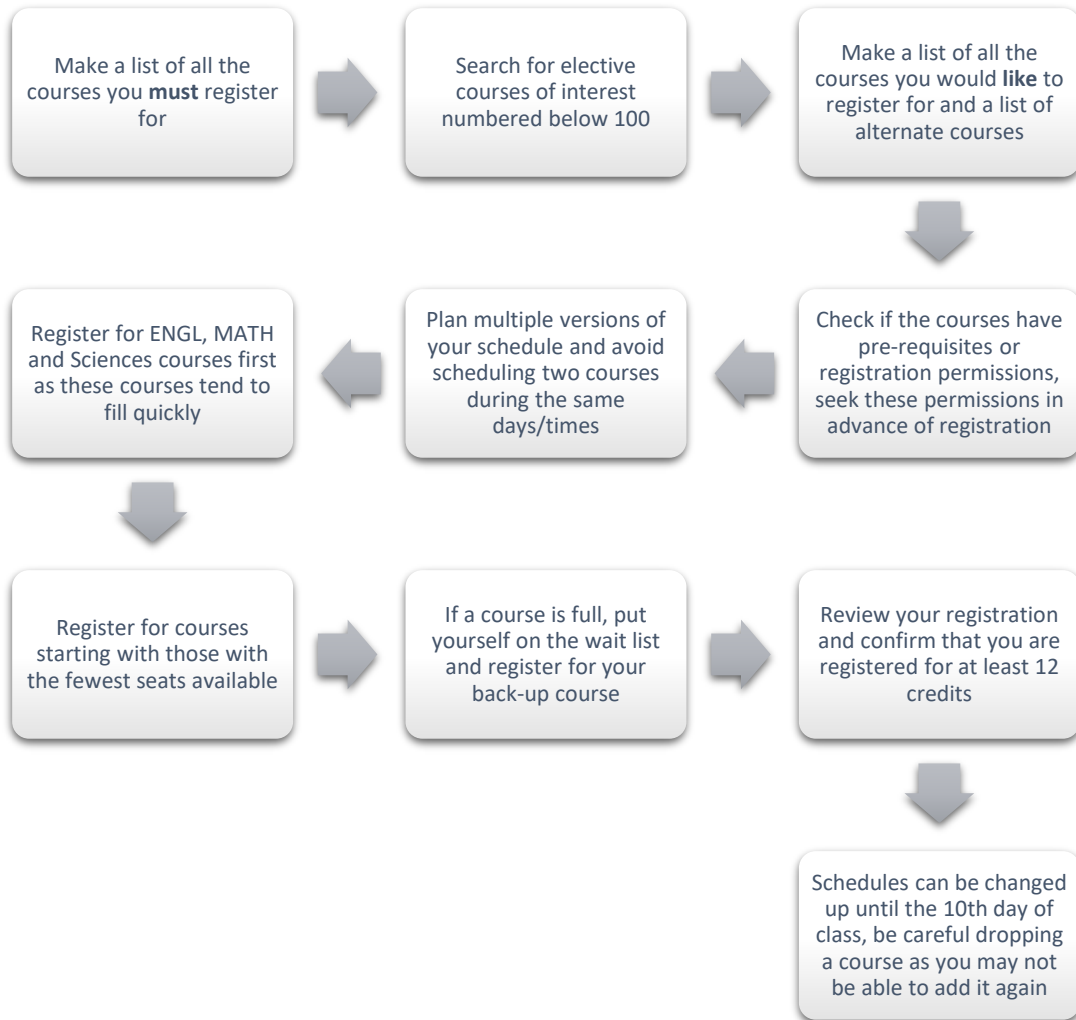 Make a list of all the
courses you must register
for
Search for elective
courses of interest
numbered below 100
Make a list of all the
courses you would like to
register for and a list of
alternate courses
Check if the courses have
pre-requisites or
registration permissions,
seek these permissions in
advance of registration
Plan multiple versions of
your schedule and avoid
scheduling two courses
during the same
days/times
Register for ENGL, MATH
and Sciences courses first
as these courses tend to
fill quickly
Register for courses
starting with those with
the fewest seats available
If a course is full, put
yourself on the wait list
and register for your
back-up course
Review your registration
and confirm that you are
registered for at least 12
credits
Schedules can be changed
up until the 10th day of
class, be careful dropping
a course as you may not
be able to add it again